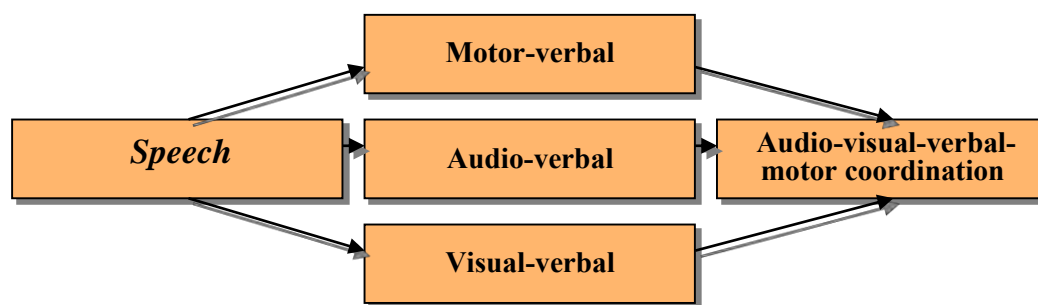 Motor-verbal
Speech
Audio-verbal
Audio-visual-verbal-
motor coordination
Visual-verbal